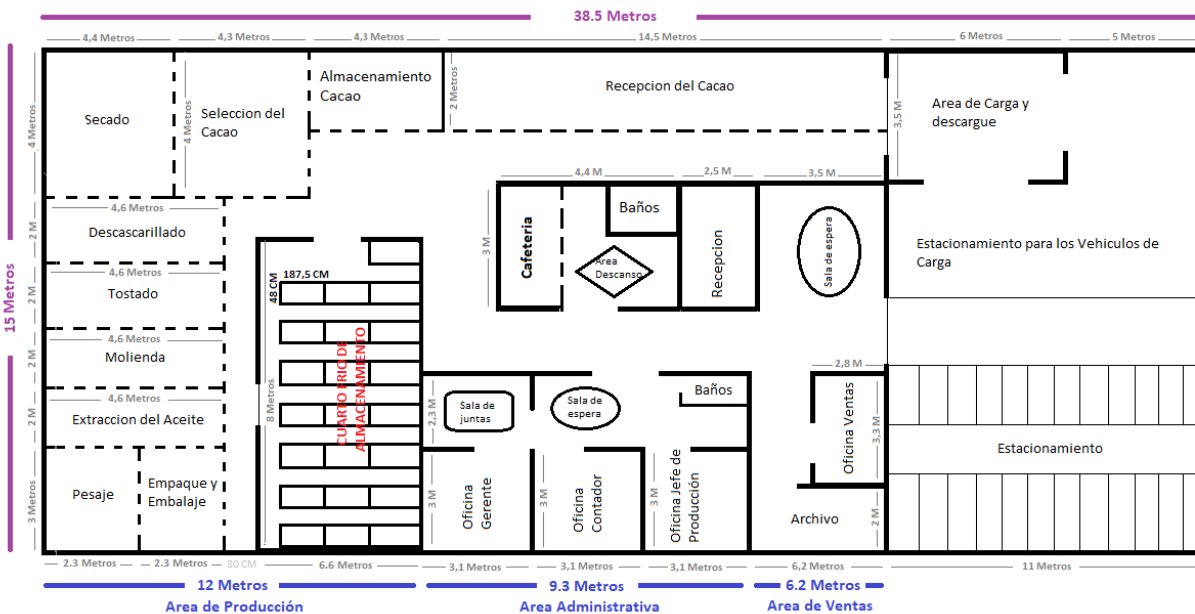 38.5 Metros
4,4 Metros
4,3 Metros
4,3 Metros
14,5 Metros
6 Metros
5 Metros
15 Metros
4 Metros
Secado
4 Metros
Seleccion del
Cacao
Almacenamiento
Cacao
2 Metros
Recepcion del Cacao
3,5 M
Area de Carga y
descargue
4,4 M
2,5 M
3,5 M
4,6 Metros
2 M
Descascarillado
3 M
Cafeteria
Baños
Area
Descanso
Recepcion
Sala de espera
Estacionamiento para los Vehiculos de
Carga
4,6 Metros
2 M
Tostado
187,5 CM
48 CM
4,6 Metros
2 M
Molienda
CUARTO FRIO DE
ALMACENAMIENTO
8 Metros
4,6 Metros
2 M
Extraccion del Aceite
2,3 M
Sala de
juntas
Sala de
espera
Baños
2,8 M
Oficina Ventas
3,3 M
Estacionamiento
3 Metros
Pesaje
Empaque y
Embalaje
3 M
Oficina
Gerente
3 M
Oficina
Contador
3 M
Oficina Jefe de
Producción
Archivo
2 M
2.3 Metros
2.3 Metros
80 CM
6.6 Metros
3,1 Metros
3,1 Metros
3,1 Metros
6,2 Metros
11 Metros
12 Metros
9.3 Metros
6.2 Metros
Area de Producción
Area Administrativa
Area de Ventas